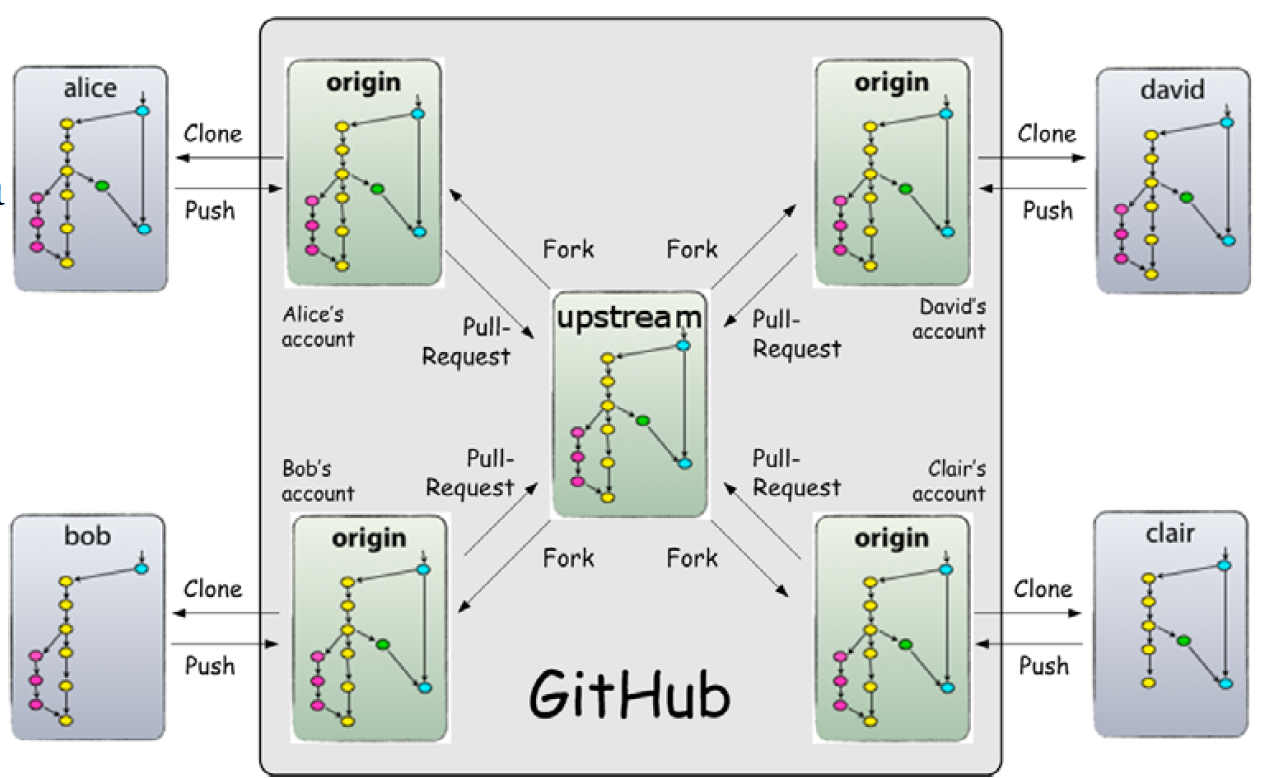 alice
origin
origin
david
Clone
Push
Clone
Push
Fork
Fork
Alice's
account
Pull-
Request
upstream
Pull-
Request
David's
account
Bob's
account
Pull-
Request
Pull-
Request
Clair's
account
bob
origin
Fork
Fork
origin
clair
Clone
Push
Clone
Push
GitHub